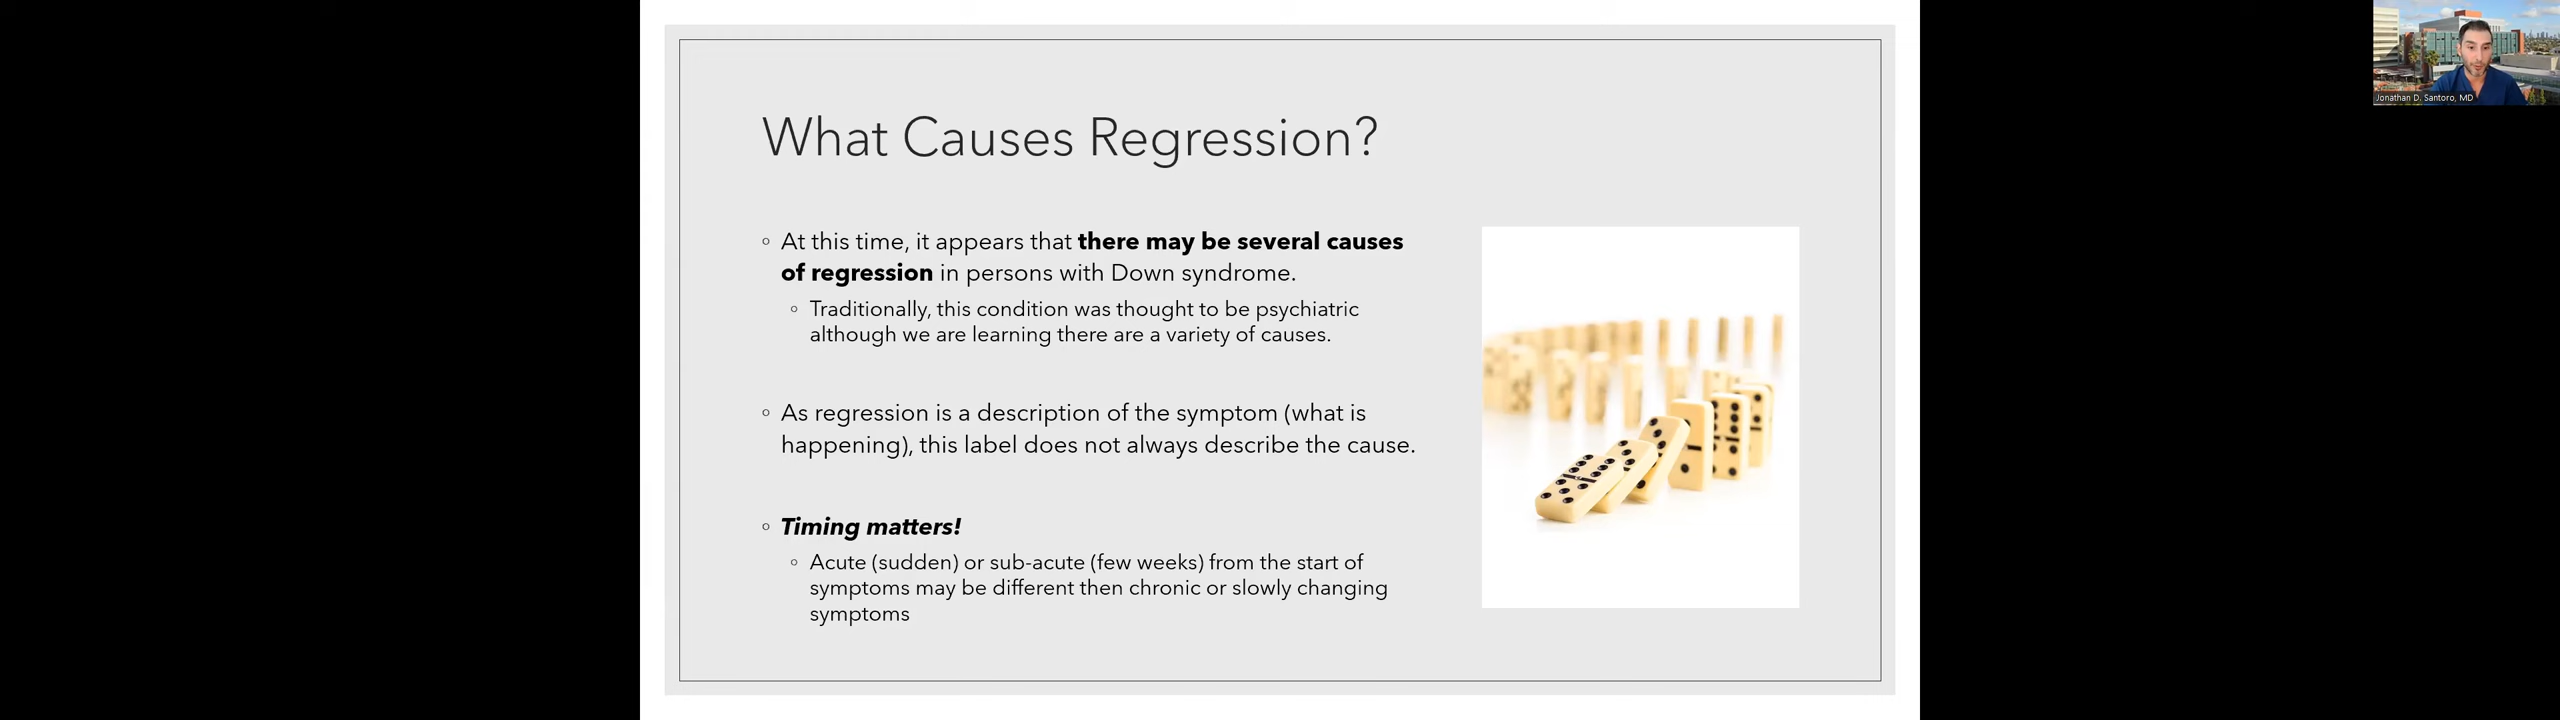 What Causes Regression?
At this time, it appears that there may be several causes
of regression in persons with Down syndrome.
Traditionally, this condition was thought to be psychiatric
although we are learning there are a variety of causes.
As regression is a description of the symptom (what is
happening), this label does not always describe the cause.
Timing matters!
Acute (sudden) or sub-acute (few weeks) from the start of
symptoms may be different then chronic or slowly changing
symptoms
Jonathan D. Santoro, MD